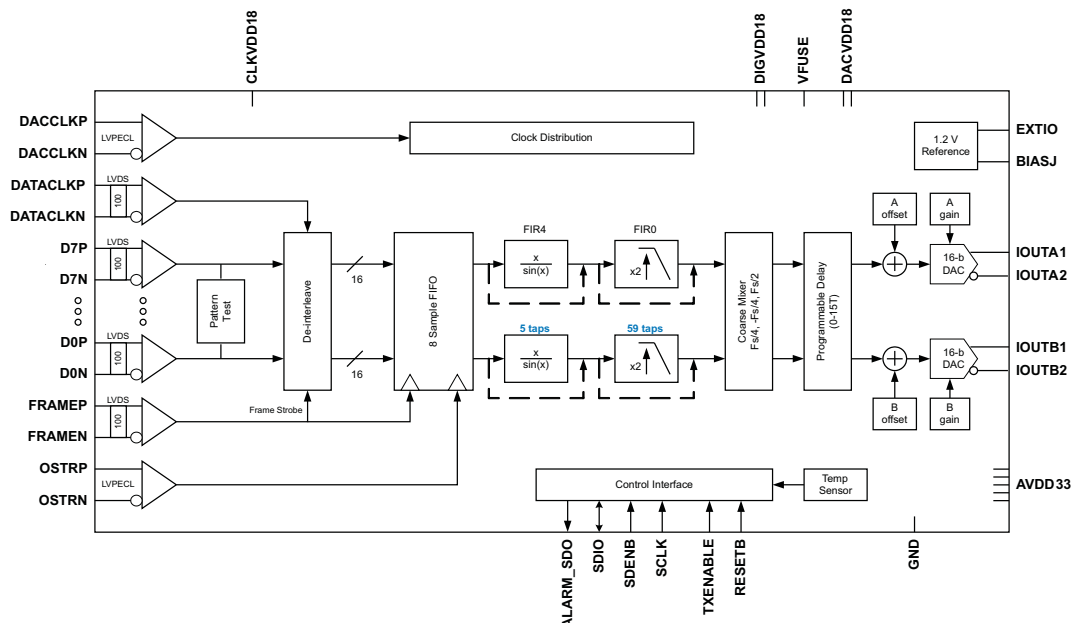 CLKVDD18
DIGVDD18
VFUSE
DACVDD18
DACCLKP
LVPECL
DACCLKN
Clock Distribution
1.2 V
Reference
EXTIO
BIASJ
DATACLKP
LVDS
100
DATACLKN
D7P
LVDS
100
D7N
D0P
LVDS
100
D0N
Pattern
Test
De-interleave
16
16
8 Sample FIFO
FIR4
x
sin(x)
FIR0
x2
5 taps
x
sin(x)
59 taps
x2
Coarse Mixer
Fs/4, -Fs/4, Fs/2
Programmable Delay
(0-15T)
A
offset
A
gain
16-b
DAC
IOUTA1
IOUTA2
16-b
DAC
IOUTB1
IOUTB2
B
offset
B
gain
FRAMEP
LVDS
100
FRAMEN
Frame Strobe
OSTRP
LVPECL
OSTRN
Control Interface
Temp
Sensor
AVDD33
ALARM_SDO
SDIO
SDENB
SCLK
TXENABLE
RESETB
GND